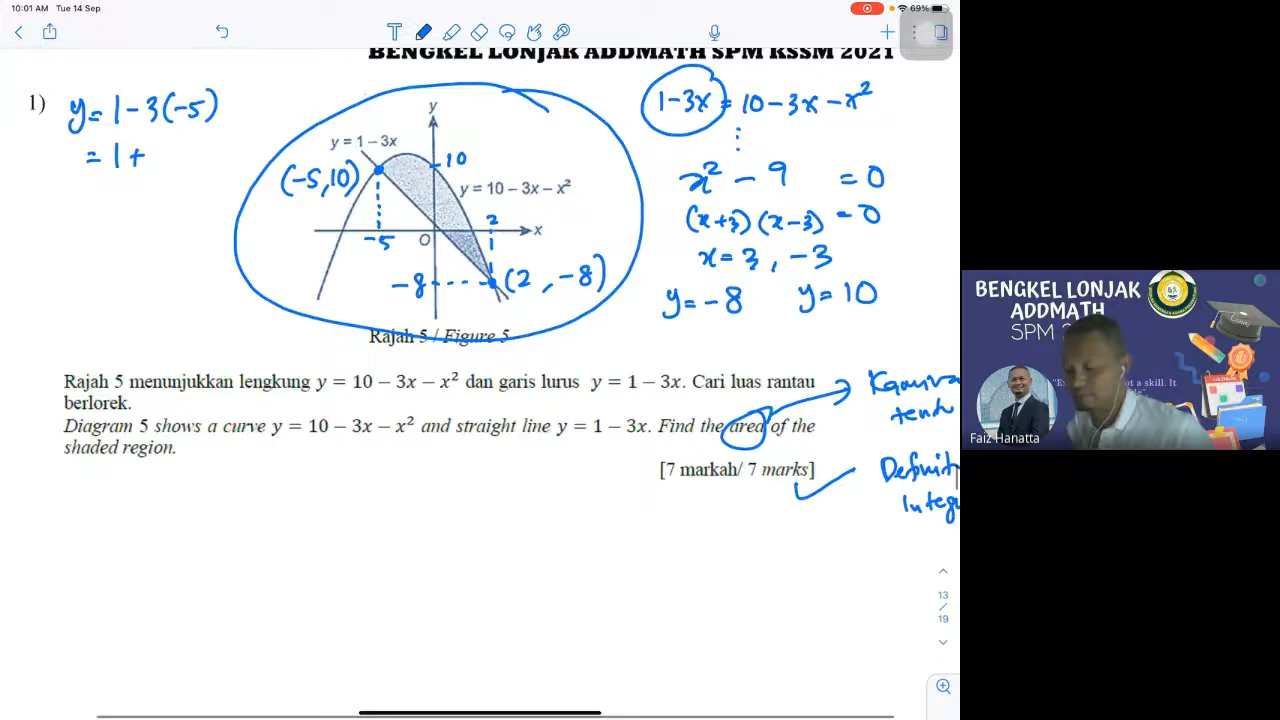 10:01 AM Tue 14 Sep
69%
BENGKEL LONJAK ADDMATH SPM KSSM 2021
1)
y = 1 - 3(-5)
= 1 +
y
y = 1 − 3x
10
(-5, 10)
y = 10 − 3x − x²
2
x
-5
O
-8
(2, -8)
Rajah 5 / Figure 5
1 - 3x = 10 - 3x - x²
⋮
x² - 9 = 0
(x+3)(x-3) = 0
x = 3, -3
y = -8 y = 10
Rajah 5 menunjukkan lengkung y = 10 − 3x − x² dan garis lurus y = 1 − 3x. Cari luas rantau
berlorek.
Diagram 5 shows a curve y = 10 − 3x − x² and straight line y = 1 − 3x. Find the area of the
shaded region.
[7 markah/ 7 marks]
Integ
13
/
19
BENGKEL LONJAK
ADDMATH
SPM 2
Faiz Hanatta